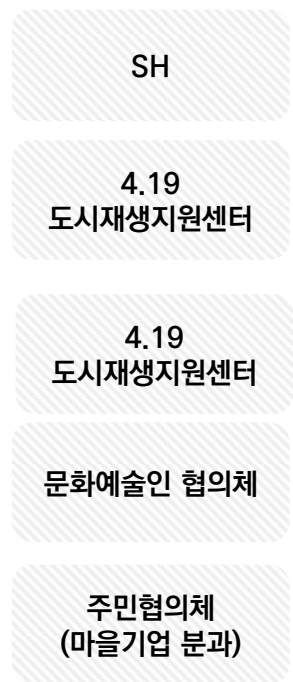 SH
4.19
도시재생지원센터
4.19
도시재생지원센터
문화예술인 협의체
주민협의체
(마을기업 분과)